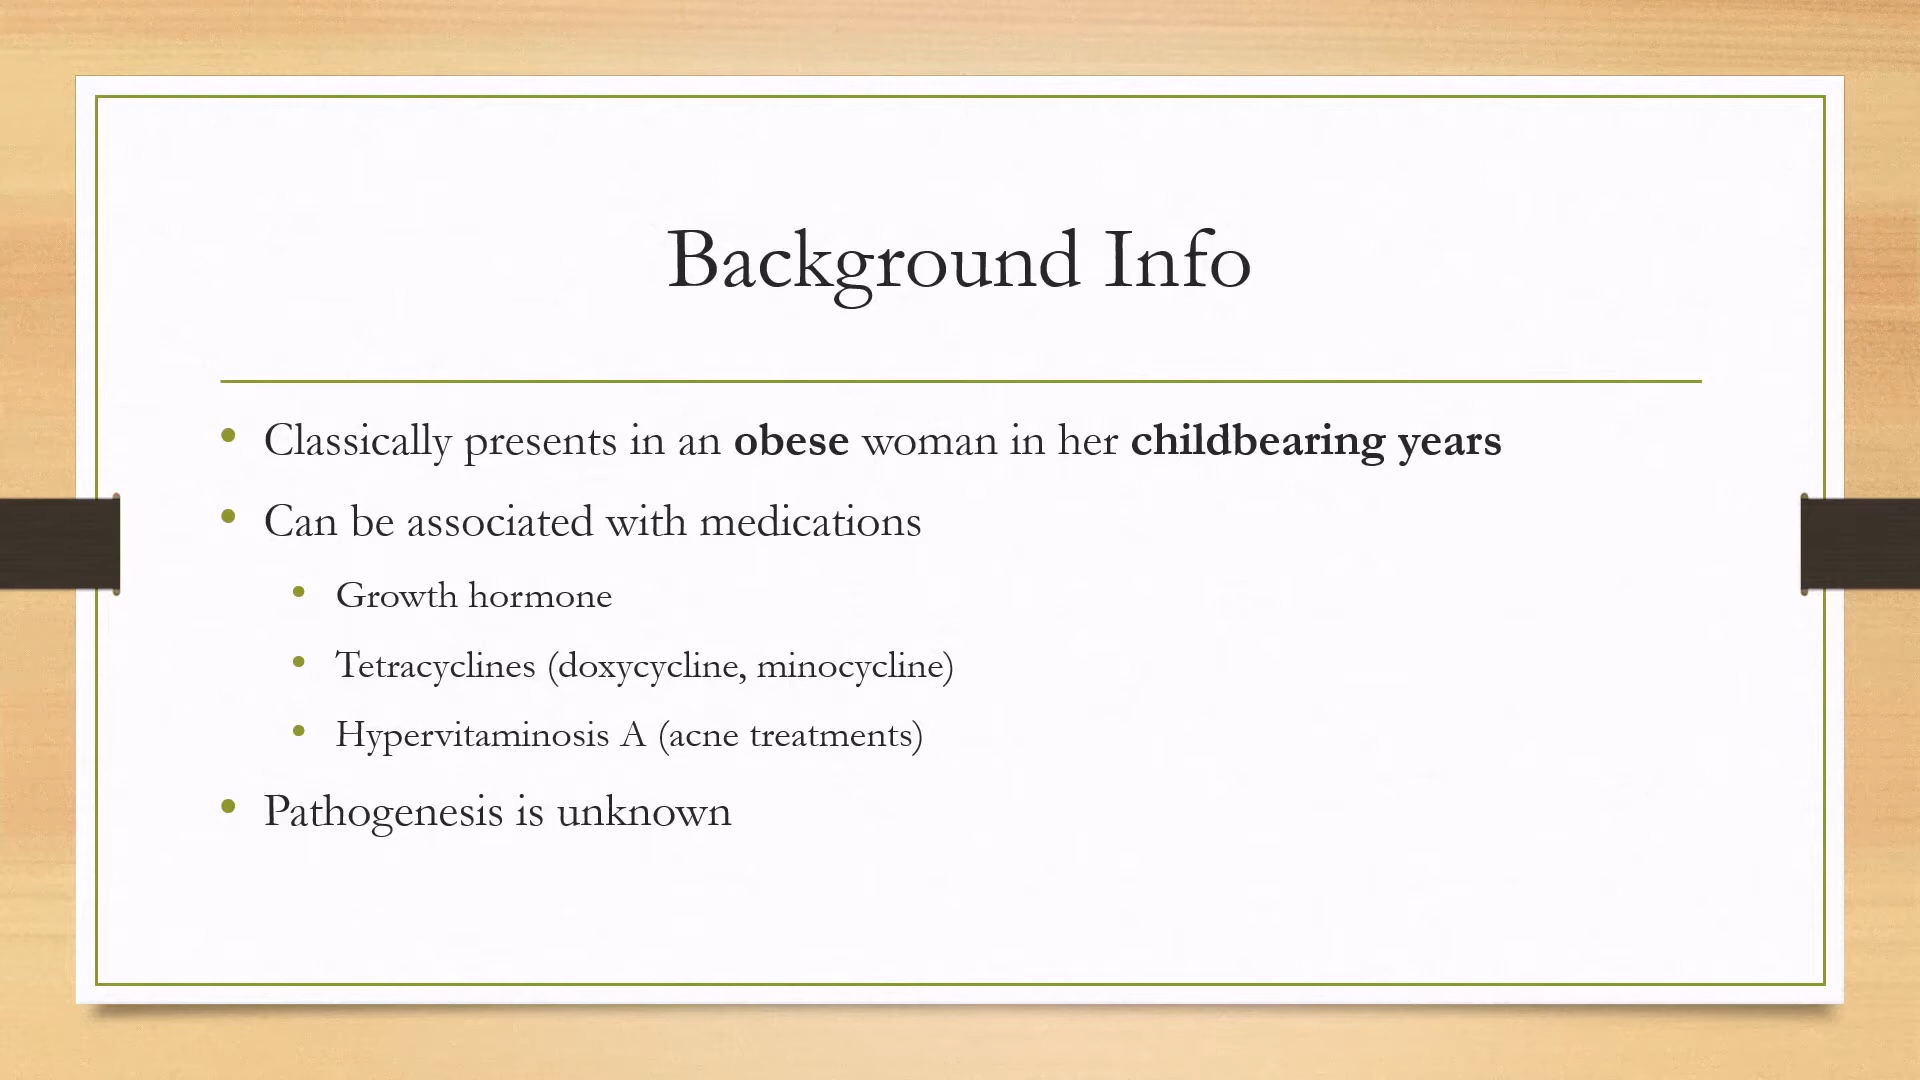 Background Info
• Classically presents in an obese woman in her childbearing years
• Can be associated with medications
• Growth hormone
• Tetracyclines (doxycycline, minocycline)
• Hypervitaminosis A (acne treatments)
• Pathogenesis is unknown